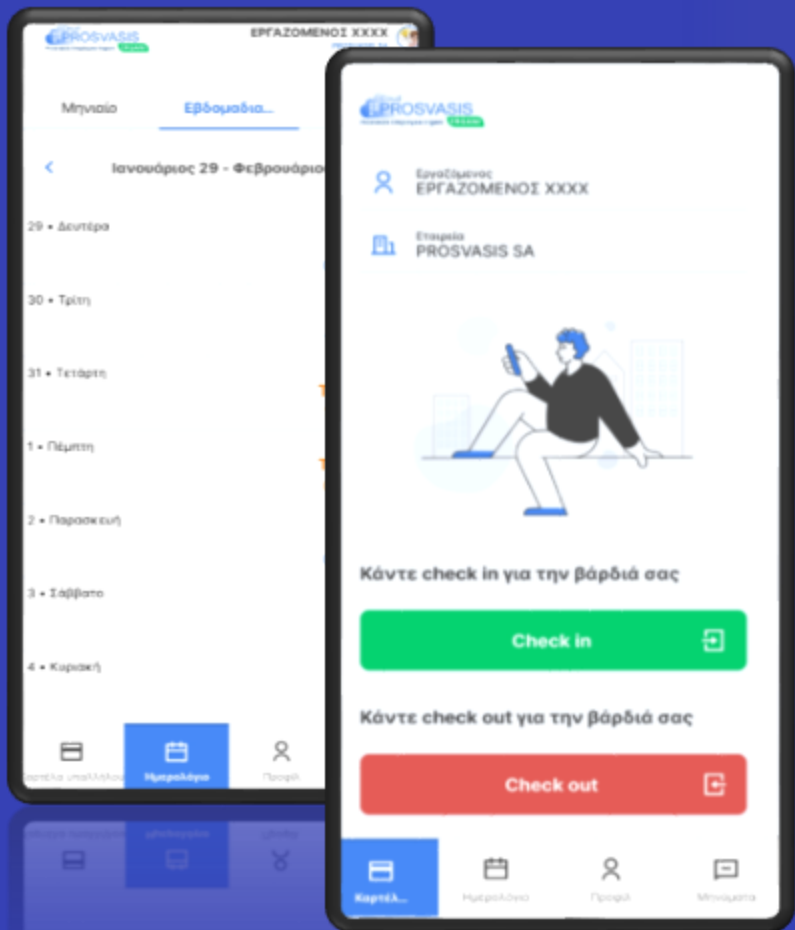 PROSVASIS
ΕΡΓΑΖΟΜΕΝΟΣ XXXX
Μηνιαίο
Εβδομαδια...
Ιανουάριος 29 - Φεβρουάριο
29 • Δευτέρα
30 • Τρίτη
31 • Τετάρτη
1 • Πέμπτη
2 • Παρασκευή
3 • Σάββατο
4 • Κυριακή
Ημερολόγιο
Προφίλ
PROSVASIS
Εργαζόμενος
ΕΡΓΑΖΟΜΕΝΟΣ XXXX
Εταιρεία
PROSVASIS SA
Κάντε check in για την βάρδιά σας
Check in
Κάντε check out για την βάρδιά σας
Check out
Καρτέλ...
Ημερολόγιο
Προφίλ
Μηνύματα